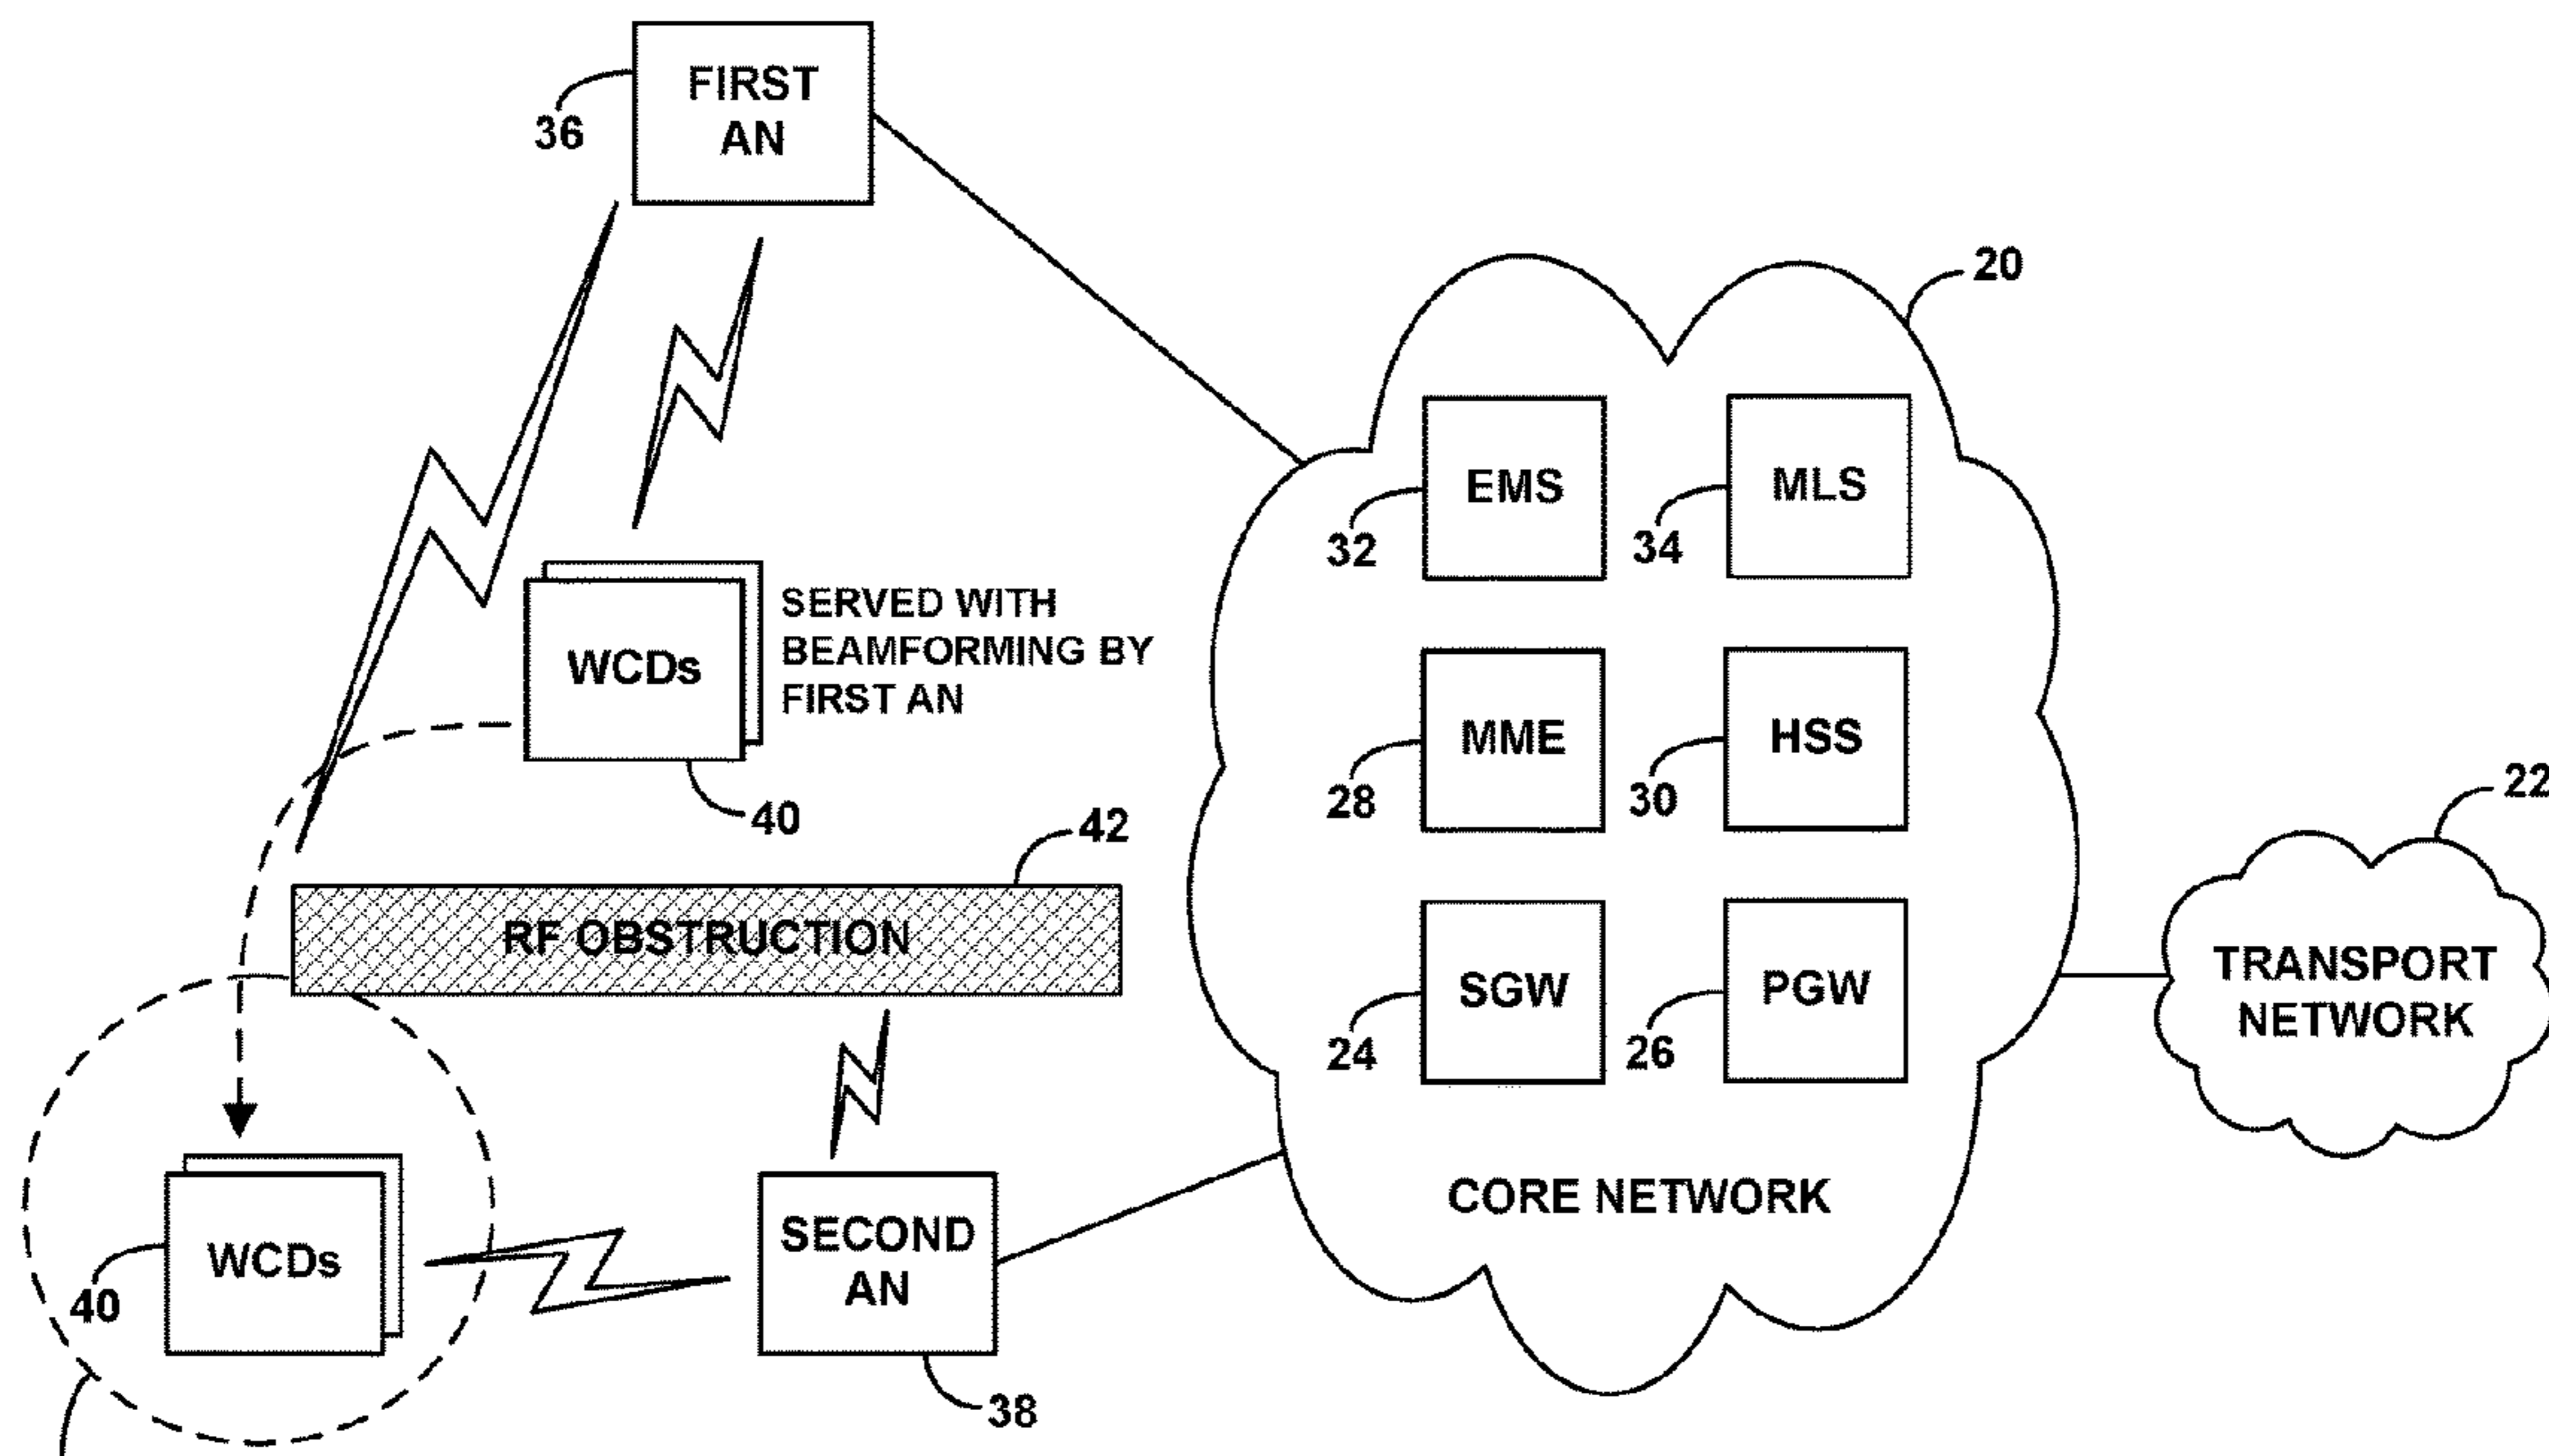 FIRST
AN
36
20
EMS
MLS
32
34
SERVED WITH
BEAMFORMING BY
FIRST AN
WCDs
40
MME
HSS
28
30
22
42
RF OBSTRUCTION
SGW
PGW
24
26
TRANSPORT
NETWORK
CORE NETWORK
WCDs
40
SECOND
AN
38